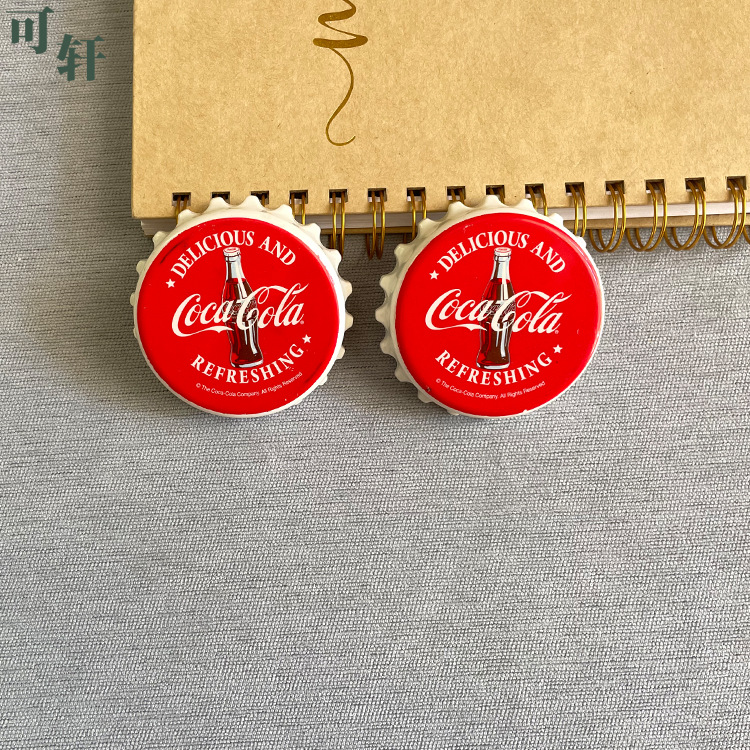 可轩
DELICIOUS AND
Coca-Cola
REFRESHING
© The Coca-Cola Company. All Rights Reserved
DELICIOUS AND
Coca-Cola
REFRESHING
© The Coca-Cola Company. All Rights Reserved